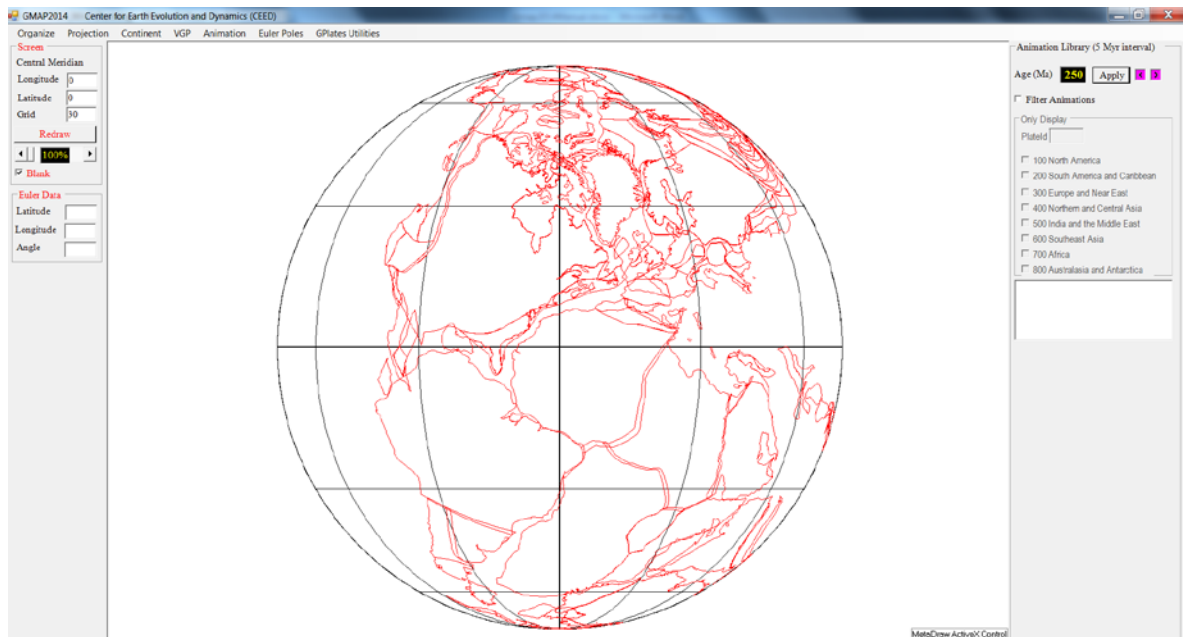 GMAP2014 Center for Earth Evolution and Dynamics (CEED)
Organize Projection Continent VGP Animation Euler Poles GPlates Utilities
Screen
Central Meridian
Longitude 0
Latitude 0
Grid 30
Redraw
100%
Blank
Euler Data
Latitude
Longitude
Angle
Animation Library (5 Myr interval)
Age (Ma) 250 Apply < >
Filter Animations
Only Display
PlateId
100 North America
200 South America and Caribbean
300 Europe and Near East
400 Northern and Central Asia
500 India and the Middle East
600 Southeast Asia
700 Africa
800 Australasia and Antarctica
MetaDraw ActiveX Control